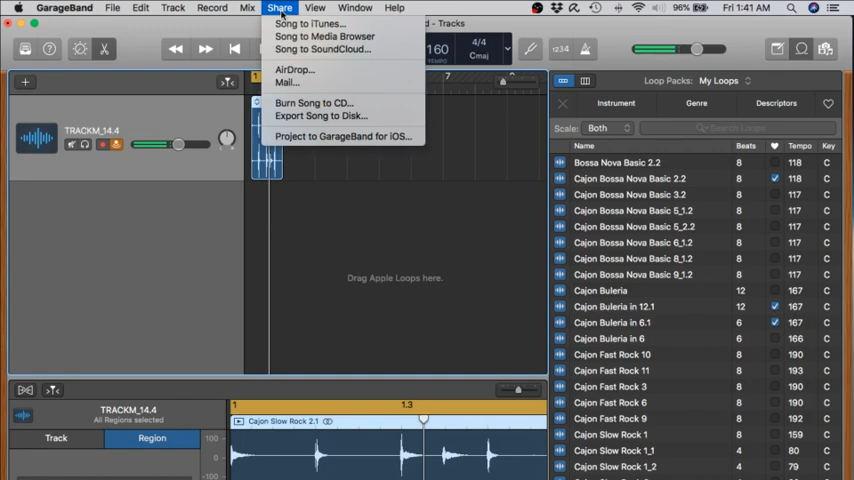 GarageBand File Edit Track Record Mix Share View Window Help 96% Fri 1:41 AM
d - Tracks
Song to iTunes...
Song to Media Browser
Song to SoundCloud...
AirDrop...
Mail...
Burn Song to CD...
Export Song to Disk...
Project to GarageBand for iOS...
160
TEMPO
4/4
Cmaj
1234
1
7
TRACKM_14.4
Drag Apple Loops here.
Loop Packs: My Loops
Instrument Genre Descriptors
Scale: Both Search Loops
Name Beats Tempo Key
Bossa Nova Basic 2.2 8 118 C
Cajon Bossa Nova Basic 2.2 8 118 C
Cajon Bossa Nova Basic 3.2 8 117 C
Cajon Bossa Nova Basic 5_1.2 8 117 C
Cajon Bossa Nova Basic 5_2.2 8 117 C
Cajon Bossa Nova Basic 6_1.2 8 117 C
Cajon Bossa Nova Basic 8_1.2 8 117 C
Cajon Bossa Nova Basic 9_1.2 8 117 C
Cajon Buleria 12 167 C
Cajon Buleria in 12.1 12 167 C
Cajon Buleria in 6.1 6 167 C
Cajon Buleria in 6 6 166 C
Cajon Fast Rock 10 8 190 C
Cajon Fast Rock 11 8 190 C
Cajon Fast Rock 3 8 190 C
Cajon Fast Rock 6 8 190 C
Cajon Fast Rock 9 8 192 C
Cajon Slow Rock 1 8 159 C
Cajon Slow Rock 1_1 4 80 C
Cajon Slow Rock 1_2 4 79 C
TRACKM_14.4
All Regions selected
Track Region
1 1.3
Cajon Slow Rock 2.1
100
50
0
-50
-100